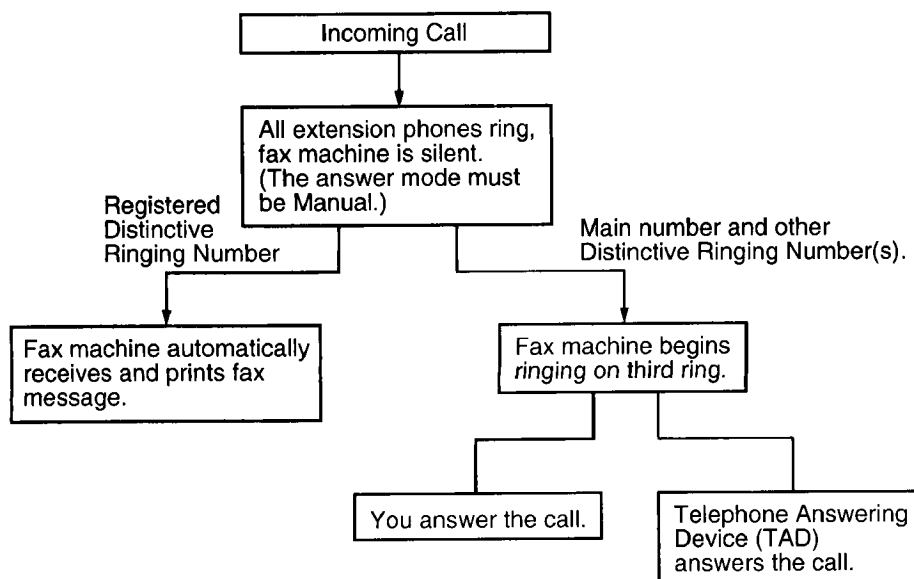 Incoming Call
All extension phones ring,
fax machine is silent.
(The answer mode must
be Manual.)
Registered
Distinctive
Ringing Number
Main number and other
Distinctive Ringing Number(s).
Fax machine automatically
receives and prints fax
message.
Fax machine begins
ringing on third ring.
You answer the call.
Telephone Answering
Device (TAD)
answers the call.